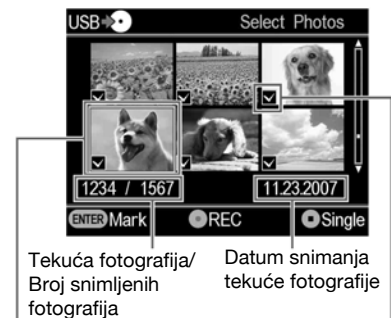 USB Select Photos
1234 / 1567 11.23.2007
ENTER Mark REC Single
Tekuća fotografija/
Broj snimljenih
fotografija
Datum snimanja
tekuće fotografije